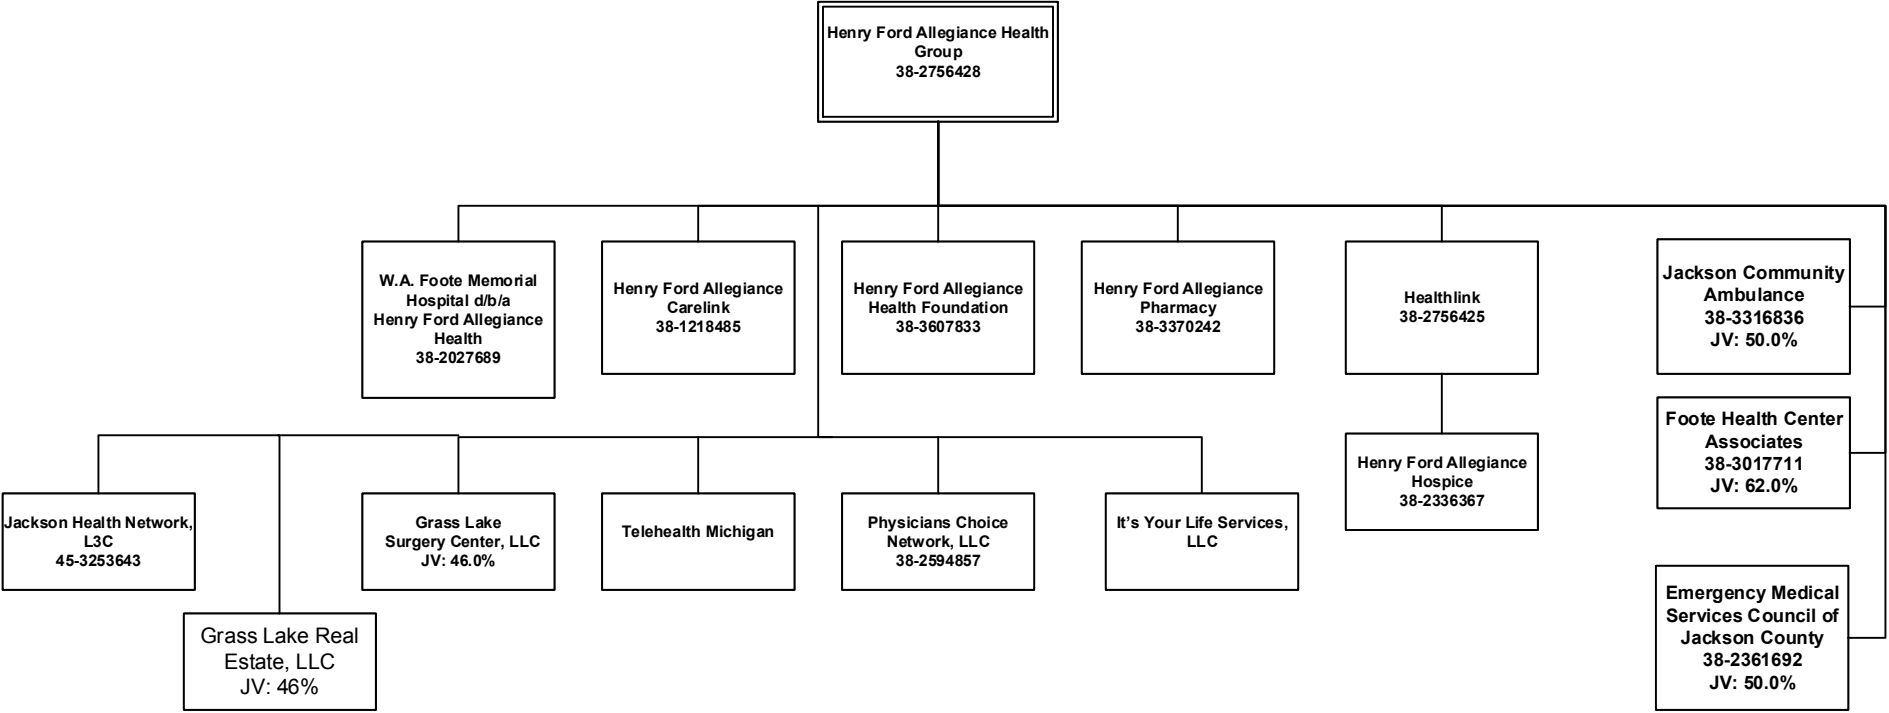 Henry Ford Allegiance Health
Group
38-2756428
W.A. Foote Memorial
Hospital d/b/a
Henry Ford Allegiance
Health
38-2027689
Henry Ford Allegiance
Carelink
38-1218485
Henry Ford Allegiance
Health Foundation
38-3607833
Henry Ford Allegiance
Pharmacy
38-3370242
Healthlink
38-2756425
Jackson Community
Ambulance
38-3316836
JV: 50.0%
Foote Health Center
Associates
38-3017711
JV: 62.0%
Henry Ford Allegiance
Hospice
38-2336367
Jackson Health Network,
L3C
45-3253643
Grass Lake
Surgery Center, LLC
JV: 46.0%
Telehealth Michigan
Physicians Choice
Network, LLC
38-2594857
It’s Your Life Services,
LLC
Emergency Medical
Services Council of
Jackson County
38-2361692
JV: 50.0%
Grass Lake Real
Estate, LLC
JV: 46%